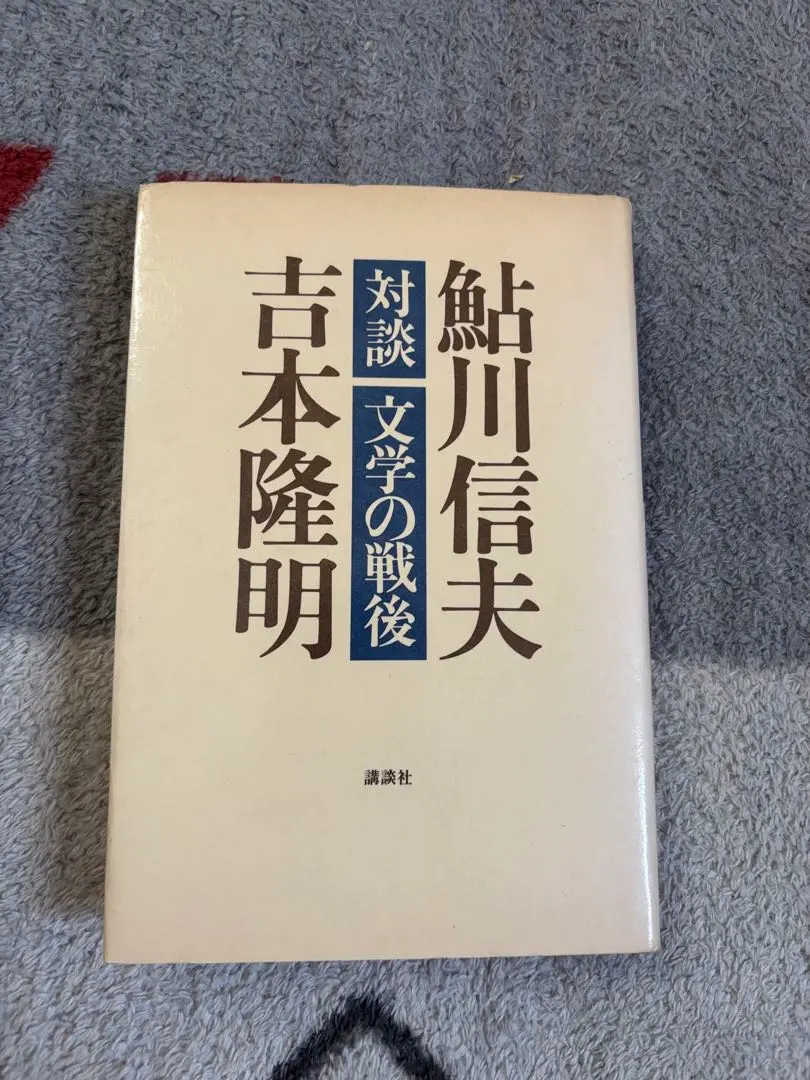 鮎川信夫
対談
文学の戦後
吉本隆明
講談社